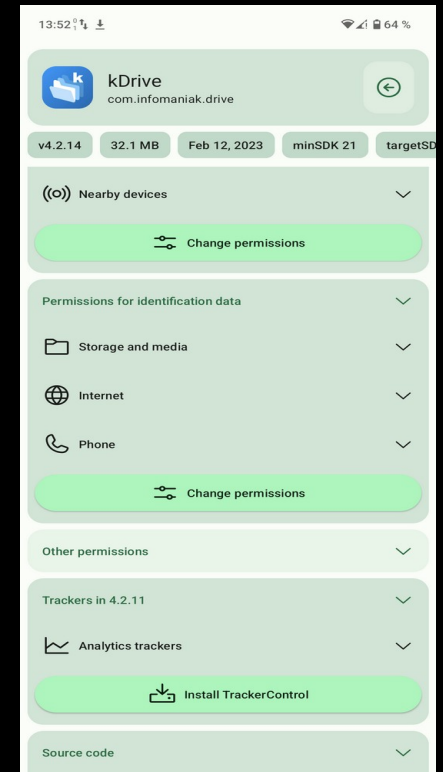 13:52
64 %
k
kDrive
com.infomaniak.drive
v4.2.14 32.1 MB Feb 12, 2023 minSDK 21 targetSD
Nearby devices
Change permissions
Permissions for identification data
Storage and media
Internet
Phone
Change permissions
Other permissions
Trackers in 4.2.11
Analytics trackers
Install TrackerControl
Source code